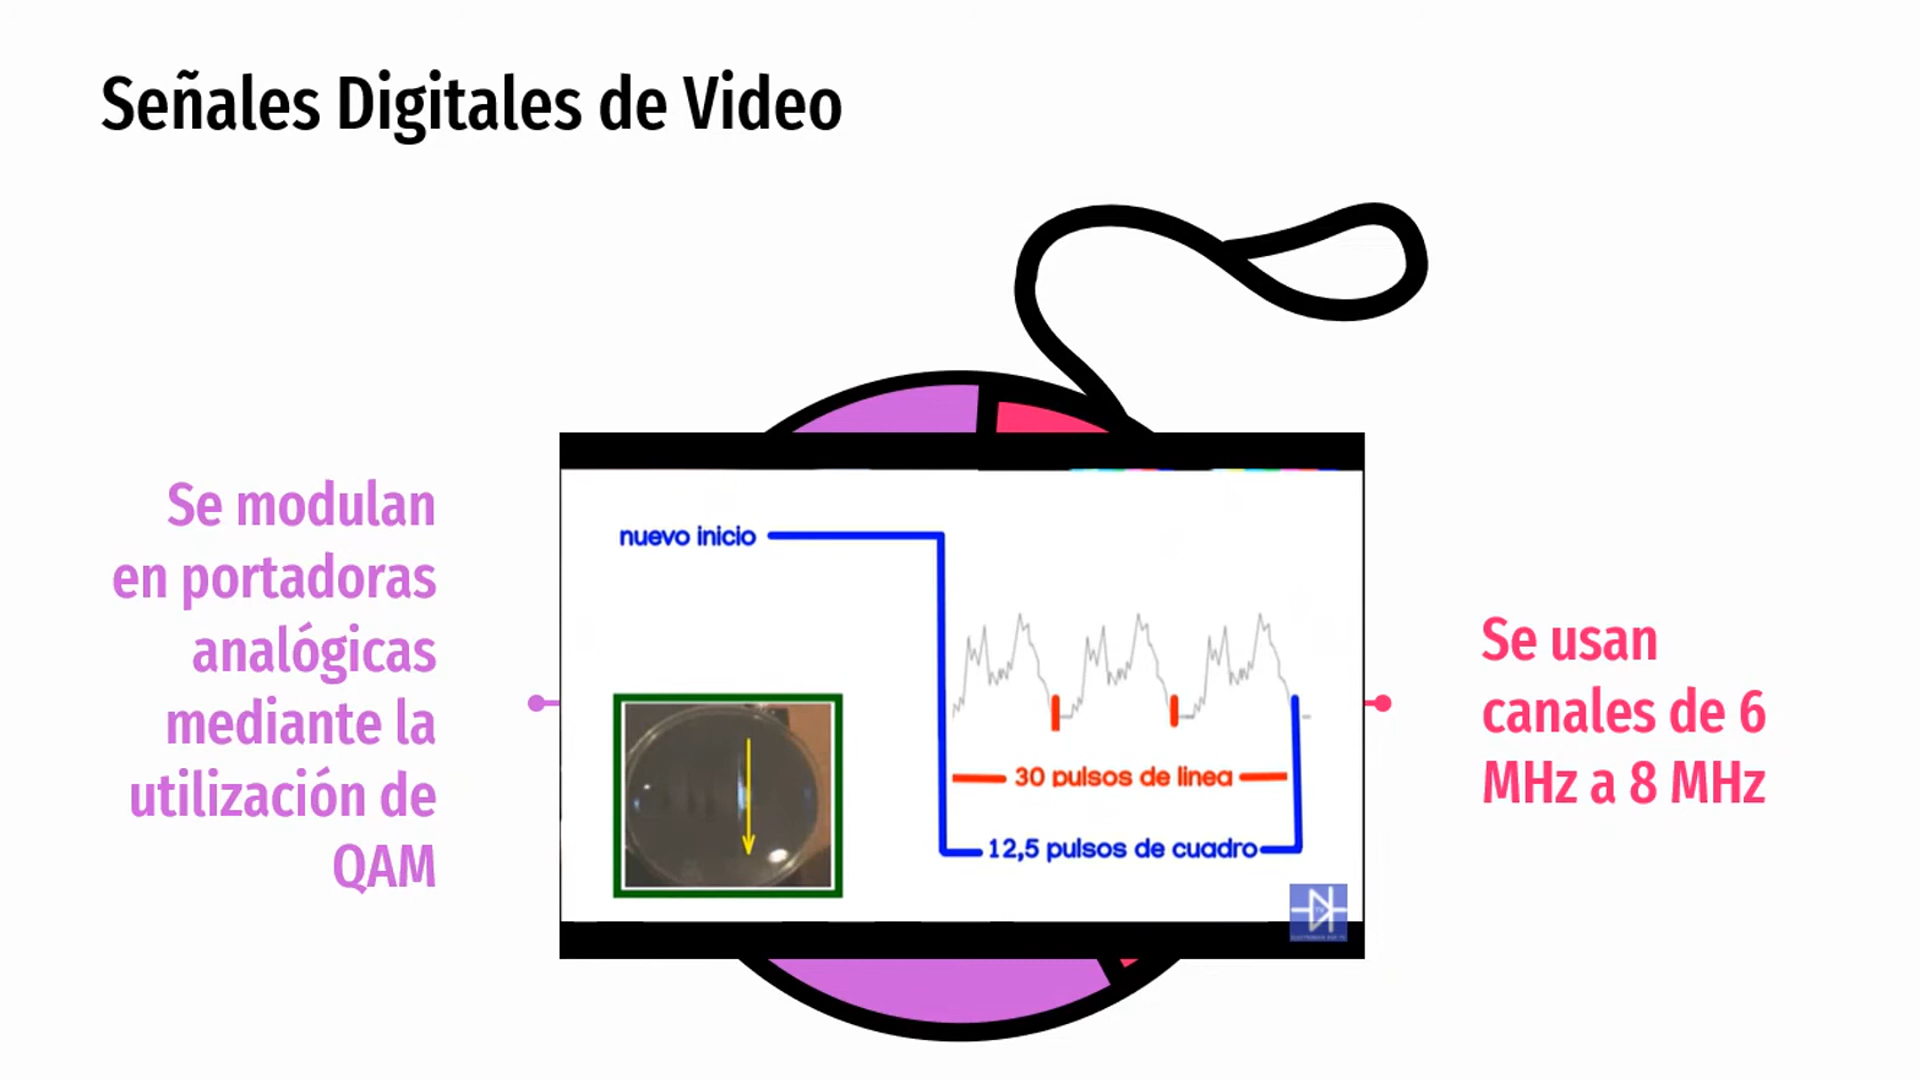 Señales Digitales de Video
Se modulan
en portadoras
analógicas
mediante la
utilización de
QAM
nuevo inicio
30 pulsos de linea
12,5 pulsos de cuadro
Se usan
canales de 6
MHz a 8 MHz